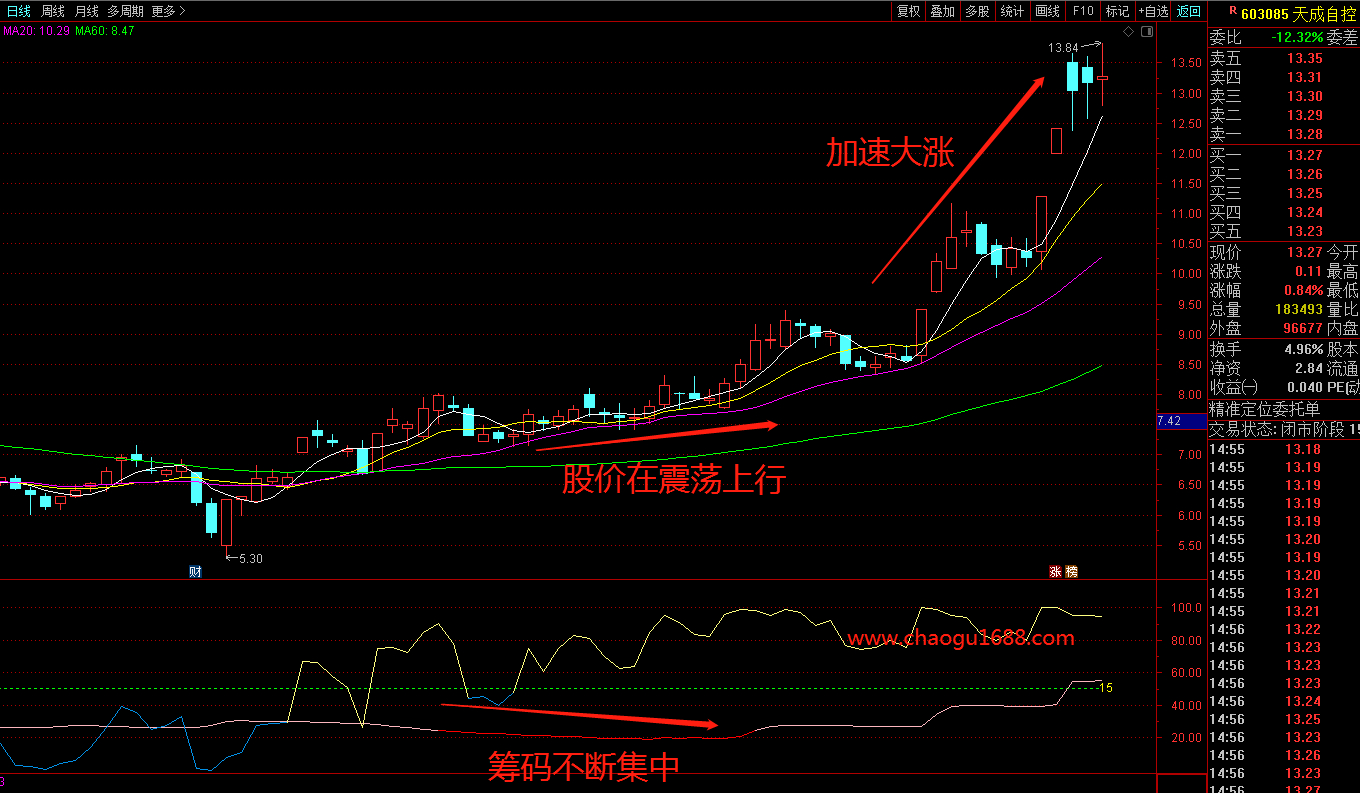 日线 周线 月线 多周期 更多 复权 叠加 多股 统计 画线 F10 标记 +自选 返回 R 603085 天成自控
MA20: 10.29 MA60: 8.47
委比 -12.32% 委差
卖五 13.35
卖四 13.31
卖三 13.30
卖二 13.29
卖一 13.28
买一 13.27
买二 13.26
买三 13.25
买四 13.24
买五 13.23
现价 13.27 今开
涨跌 0.11 最高
涨幅 0.84% 最低
总量 183493 量比
外盘 96677 内盘
换手 4.96% 股本
净资 2.84 流通
收益㈠ 0.040 PE(动
精准定位委托单
交易状态: 闭市阶段 15
14:55 13.18
14:55 13.19
14:55 13.19
14:55 13.19
14:55 13.19
14:55 13.20
14:55 13.19
14:55 13.20
14:55 13.21
14:55 13.21
14:56 13.22
14:56 13.23
14:56 13.23
14:56 13.23
14:56 13.24
14:56 13.25
14:56 13.23
14:56 13.26
14:56 13.23
14:56 13.27
13.84
13.50
13.00
12.50
12.00
11.50
11.00
10.50
10.00
9.50
9.00
8.50
8.00
7.42
7.00
6.50
6.00
5.50
加速大涨
股价在震荡上行
5.30
财
涨 榜
100.0
80.00
60.00
40.00
20.00
www.chaogu1688.com
15
筹码不断集中
3